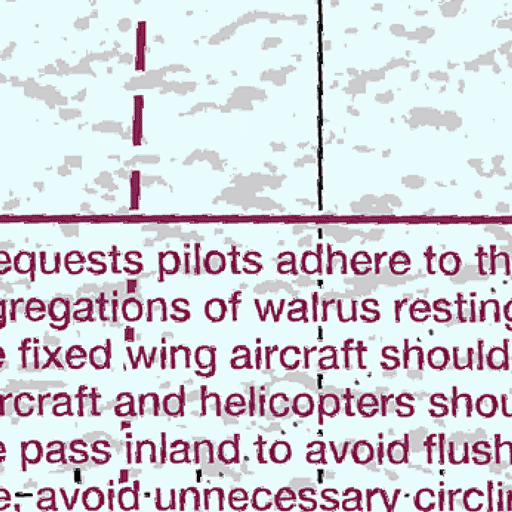 equests pilots adhere to th
gregations of walrus resting
e fixed wing aircraft should
rcraft and helicopters shou
e pass inland to avoid flush
e, avoid unnecessary circlin